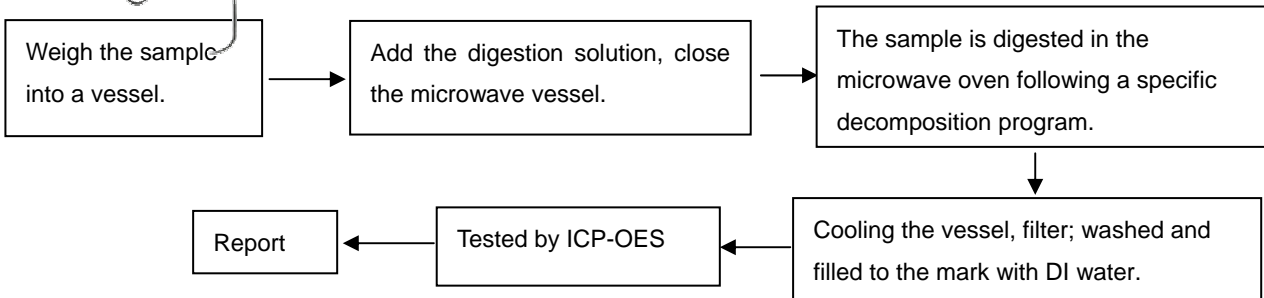 Weigh the sample
into a vessel.
Add the digestion solution, close
the microwave vessel.
The sample is digested in the
microwave oven following a specific
decomposition program.
Cooling the vessel, filter; washed and
filled to the mark with DI water.
Tested by ICP-OES
Report